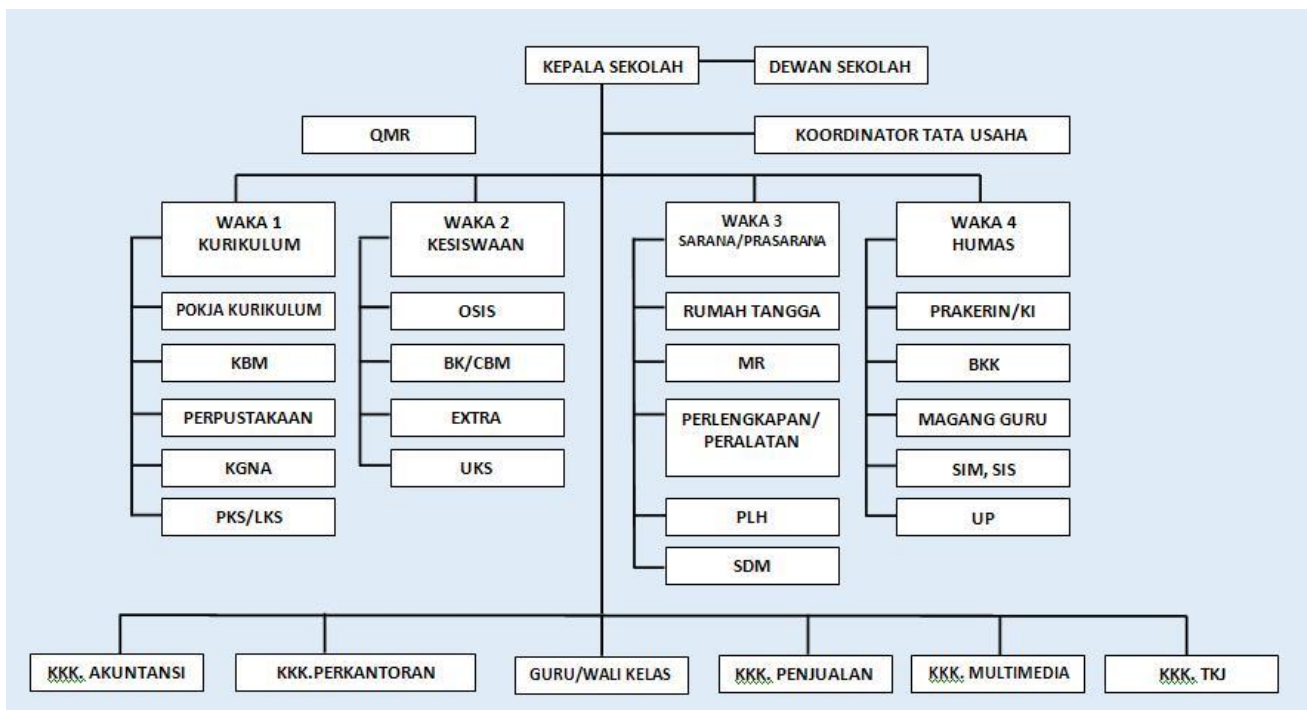 KEPALA SEKOLAH
DEWAN SEKOLAH
QMR
KOORDINATOR TATA USAHA
WAKA 1
KURIKULUM
POKJA KURIKULUM
KBM
PERPUSTAKAAN
KGNA
PKS/LKS
WAKA 2
KESISWAAN
OSIS
BK/CBM
EXTRA
UKS
WAKA 3
SARANA/PRASARANA
RUMAH TANGGA
MR
PERLENGKAPAN/
PERALATAN
PLH
SDM
WAKA 4
HUMAS
PRAKERIN/KI
BKK
MAGANG GURU
SIM, SIS
UP
KKK. AKUNTANSI
KKK.PERKANTORAN
GURU/WALI KELAS
KKK. PENJUALAN
KKK. MULTIMEDIA
KKK. TKJ